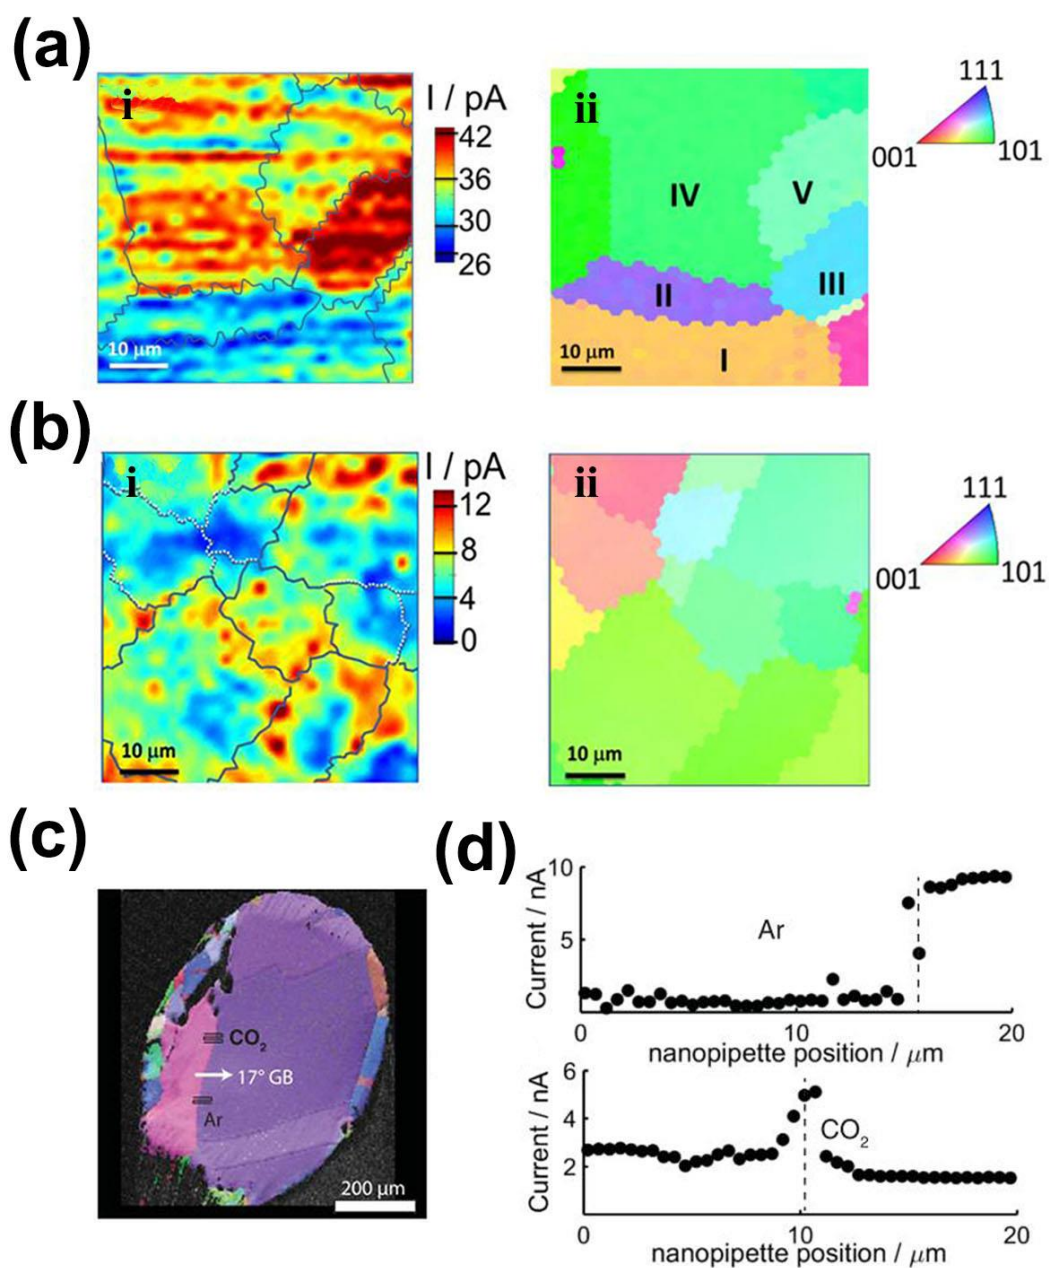 (a)
i
I / pA
42
36
30
26
10 μm
ii
IV
V
II
III
I
10 μm
111
001
101
(b)
i
I / pA
12
8
4
0
10 μm
ii
10 μm
111
001
101
(c)
CO2
17° GB
Ar
200 μm
(d)
Current / nA
10
5
Ar
0
10
20
nanopipette position / μm
Current / nA
6
4
2
CO2
0
10
20
nanopipette position / μm